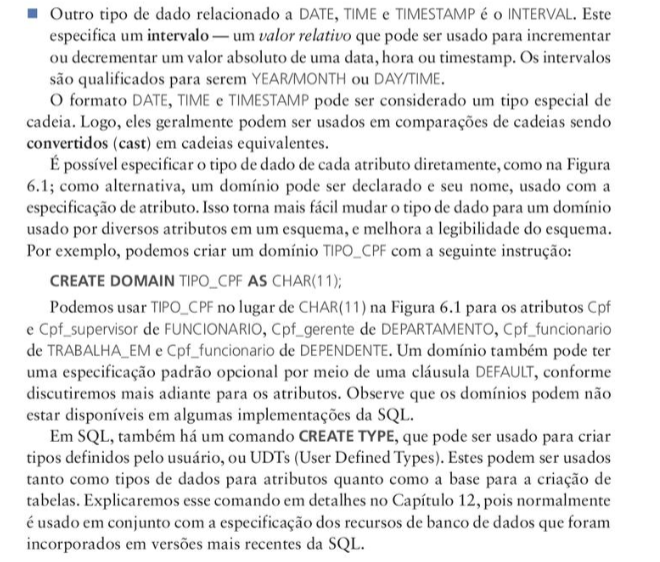 ■ Outro tipo de dado relacionado a DATE, TIME e TIMESTAMP é o INTERVAL. Este
especifica um intervalo — um valor relativo que pode ser usado para incrementar
ou decrementar um valor absoluto de uma data, hora ou timestamp. Os intervalos
são qualificados para serem YEAR/MONTH ou DAY/TIME.
O formato DATE, TIME e TIMESTAMP pode ser considerado um tipo especial de
cadeia. Logo, eles geralmente podem ser usados em comparações de cadeias sendo
convertidos (cast) em cadeias equivalentes.
É possível especificar o tipo de dado de cada atributo diretamente, como na Figura
6.1; como alternativa, um domínio pode ser declarado e seu nome, usado com a
especificação de atributo. Isso torna mais fácil mudar o tipo de dado para um domínio
usado por diversos atributos em um esquema, e melhora a legibilidade do esquema.
Por exemplo, podemos criar um domínio TIPO_CPF com a seguinte instrução:
CREATE DOMAIN TIPO_CPF AS CHAR(11);
Podemos usar TIPO_CPF no lugar de CHAR(11) na Figura 6.1 para os atributos Cpf
e Cpf_supervisor de FUNCIONARIO, Cpf_gerente de DEPARTAMENTO, Cpf_funcionario
de TRABALHA_EM e Cpf_funcionario de DEPENDENTE. Um domínio também pode ter
uma especificação padrão opcional por meio de uma cláusula DEFAULT, conforme
discutiremos mais adiante para os atributos. Observe que os domínios podem não
estar disponíveis em algumas implementações da SQL.
Em SQL, também há um comando CREATE TYPE, que pode ser usado para criar
tipos definidos pelo usuário, ou UDTs (User Defined Types). Estes podem ser usados
tanto como tipos de dados para atributos quanto como a base para a criação de
tabelas. Explicaremos esse comando em detalhes no Capítulo 12, pois normalmente
é usado em conjunto com a especificação dos recursos de banco de dados que foram
incorporados em versões mais recentes da SQL.